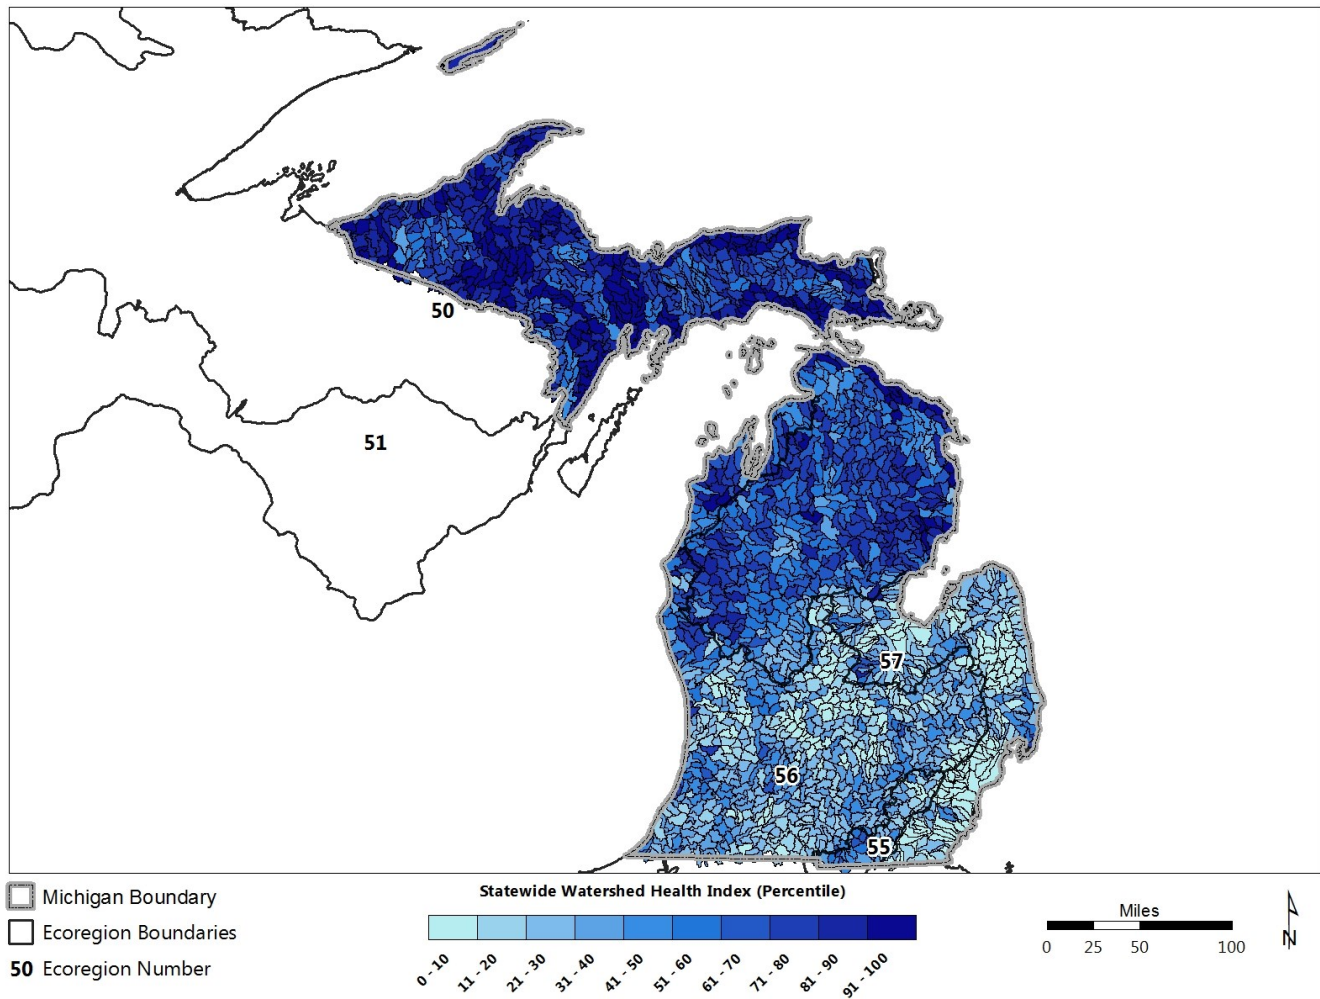 50
51
57
56
55
Michigan Boundary
Ecoregion Boundaries
50 Ecoregion Number
Statewide Watershed Health Index (Percentile)
0 - 10
11 - 20
21 - 30
31 - 40
41 - 50
51 - 60
61 - 70
71 - 80
81 - 90
91 - 100
Miles
0 25 50 100
N